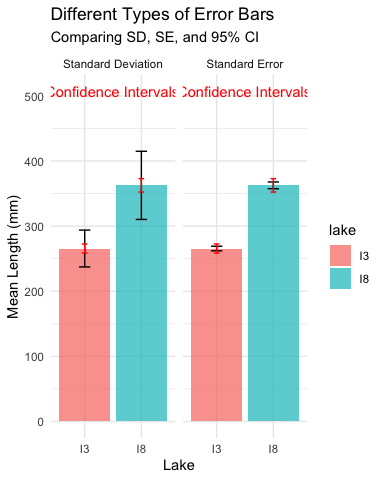 Different Types of Error Bars
Comparing SD, SE, and 95% CI
Standard Deviation
Standard Error
Confidence Intervals
Confidence Intervals
500
400
300
200
100
0
Mean Length (mm)
I3
I8
I3
I8
Lake
lake
I3
I8